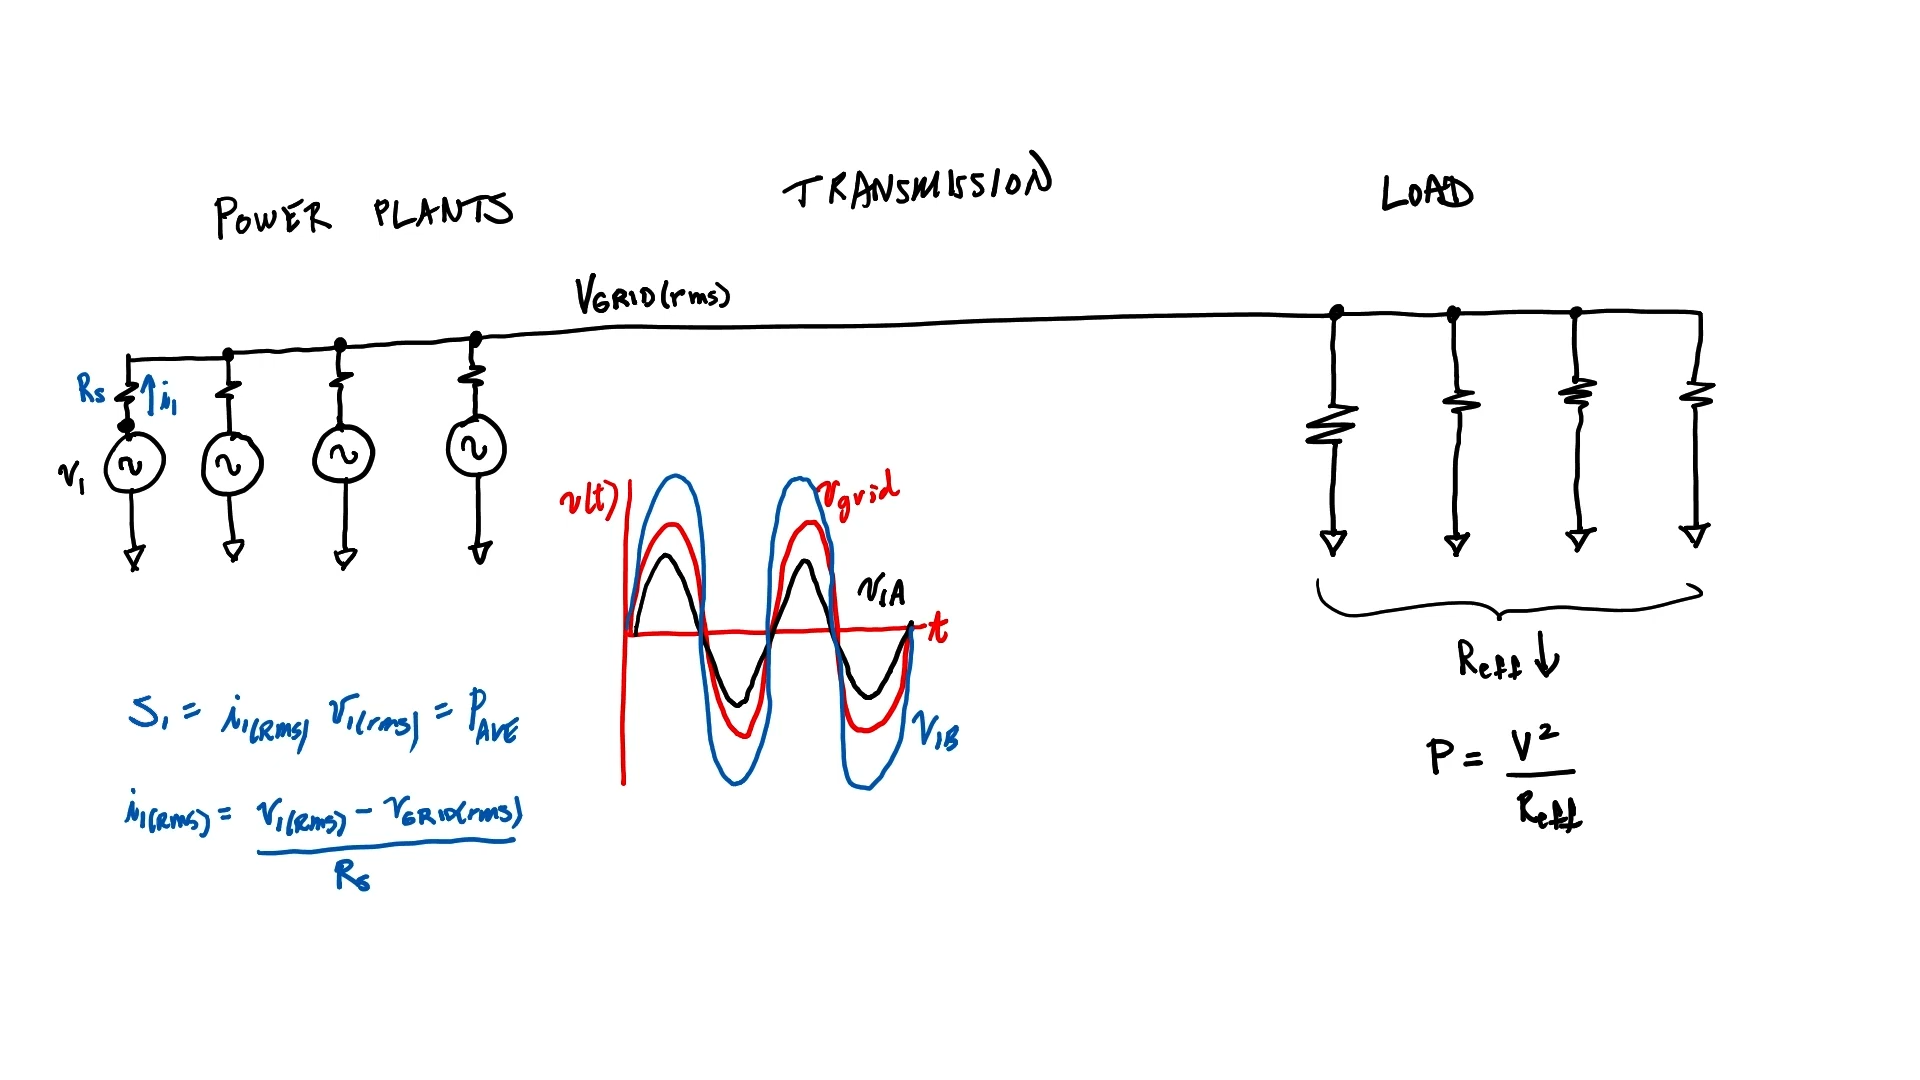 POWER PLANTS
TRANSMISSION
LOAD
VGRID(rms)
Rs
i1
v1
v(t)
vgrid
v1A
t
V1B
Reff ↓
S1 = i1(RMS) v1(rms) = PAVE
i1(RMS) = v1(RMS) - vGRID(rms)
Rs
P = V²
Reff